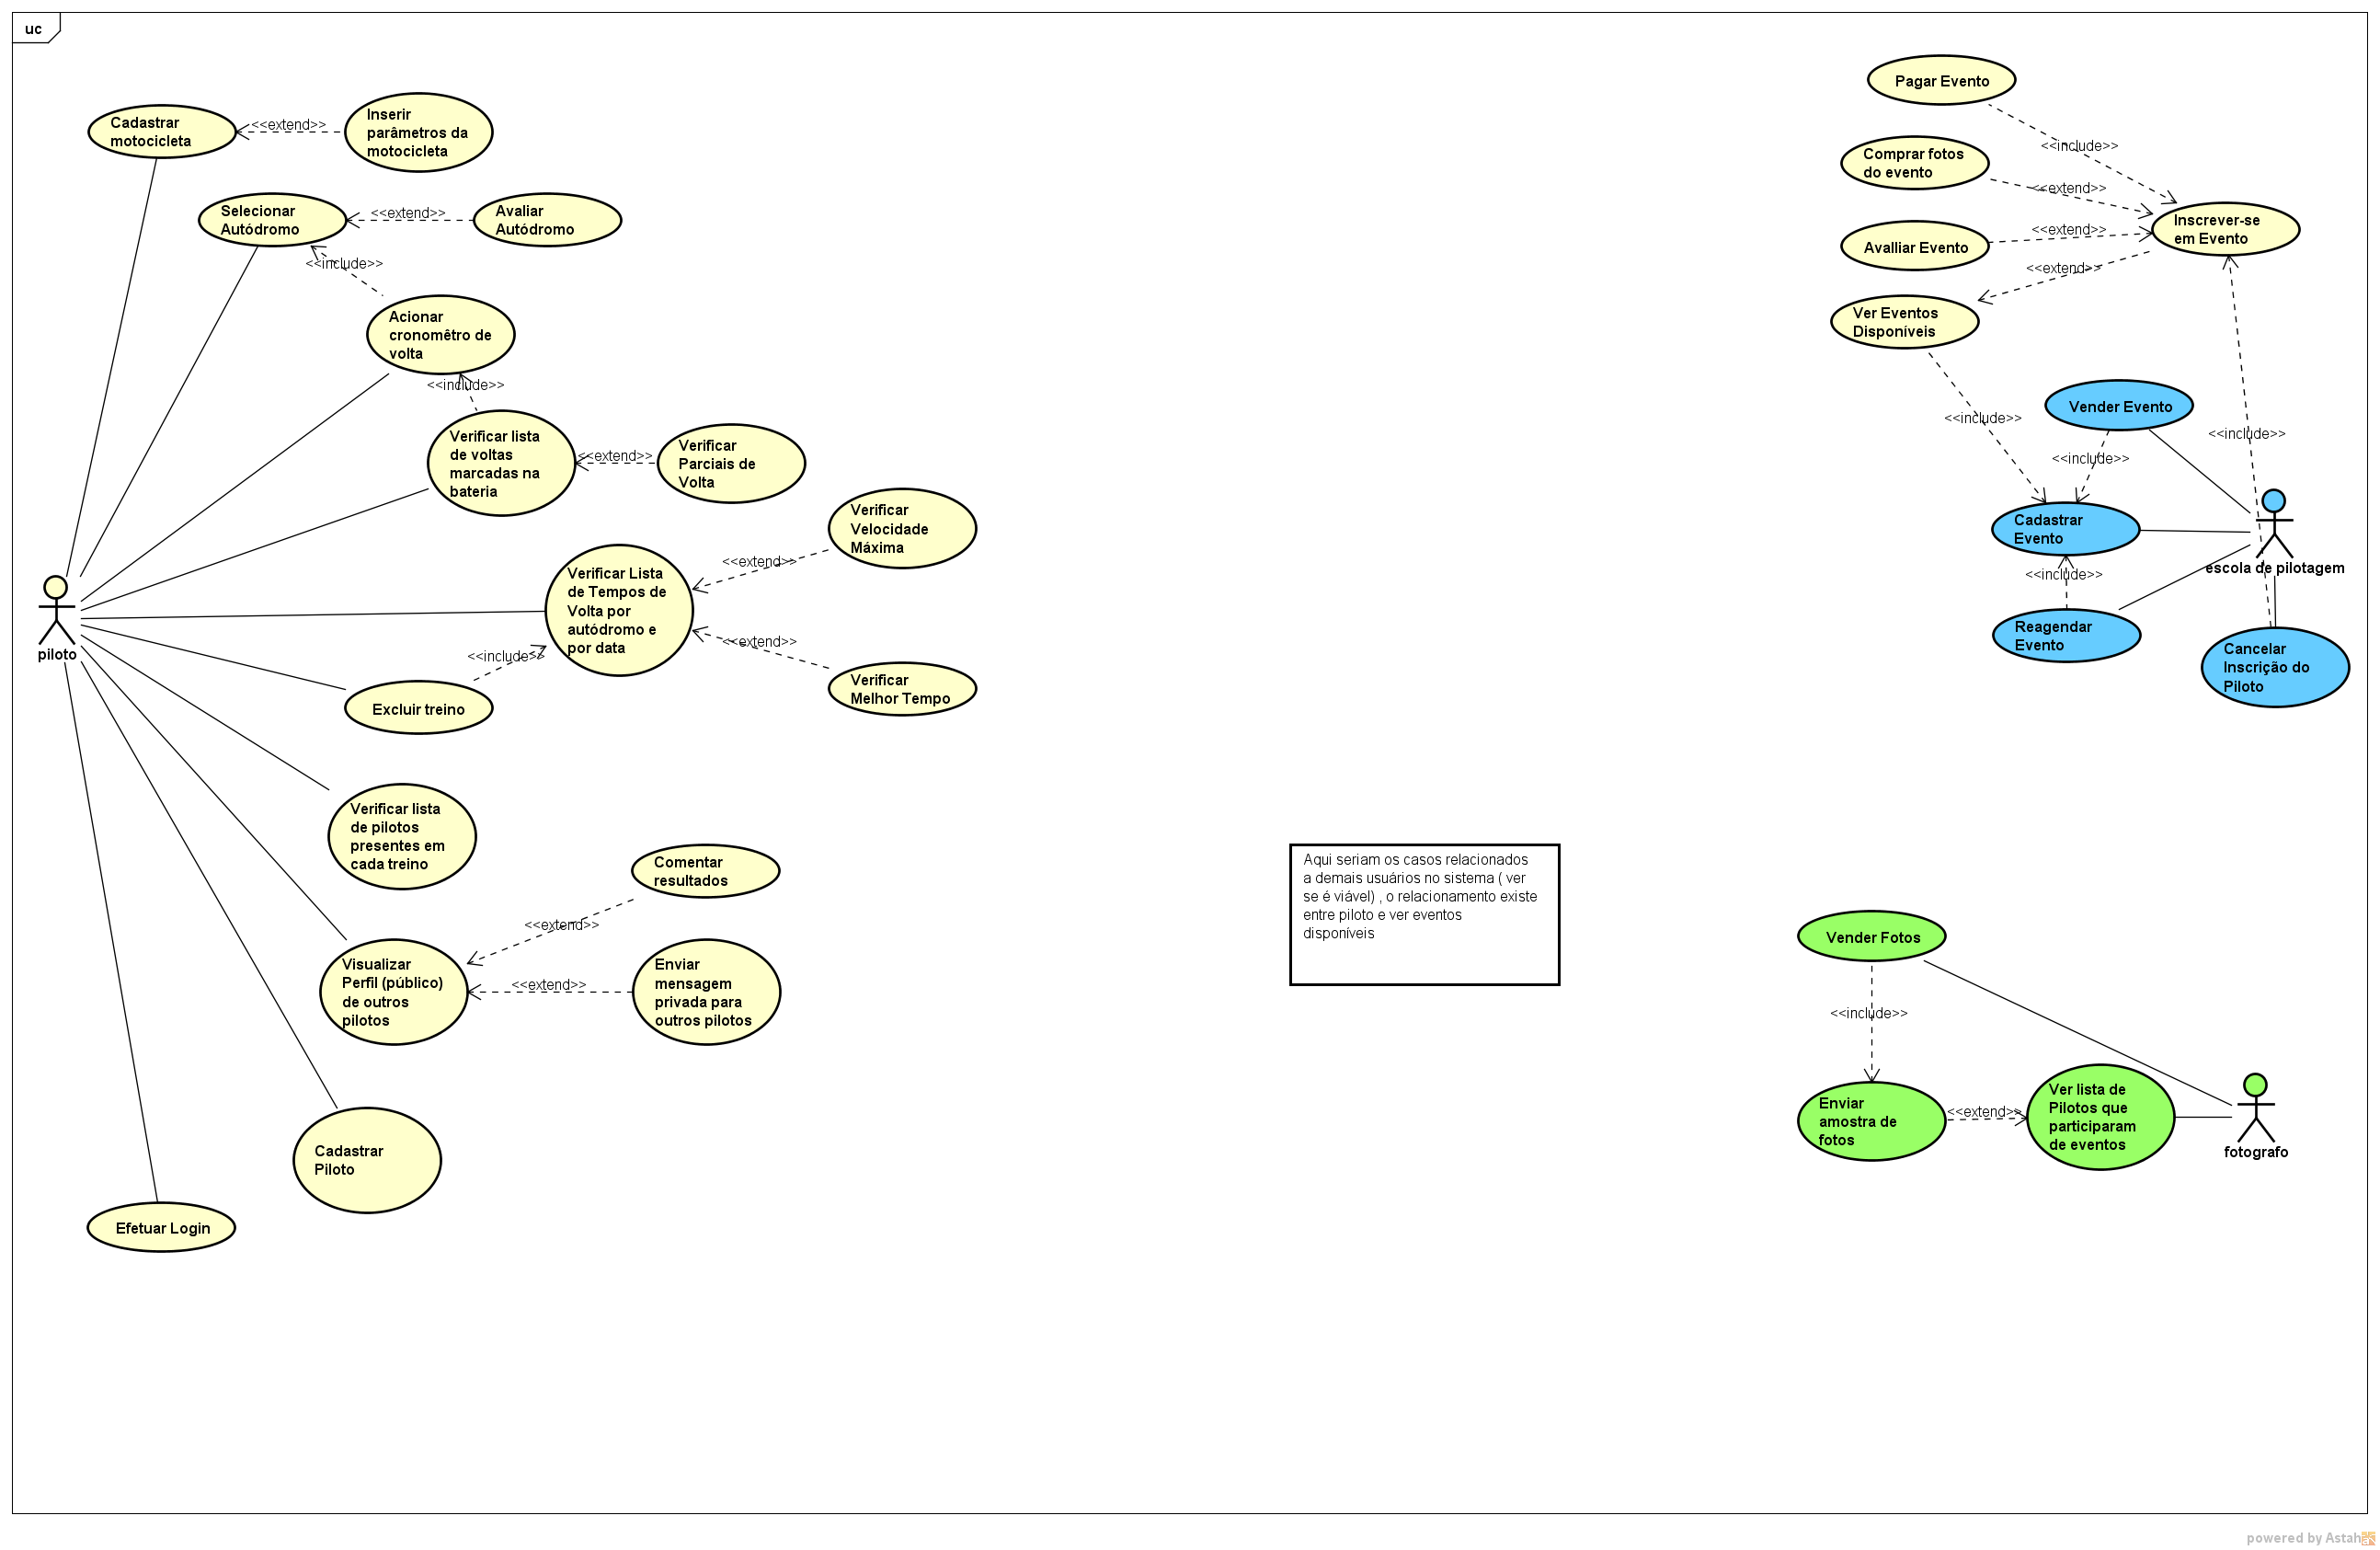 uc
Cadastrar
motocicleta
<<extend>>
Inserir
parâmetros da
motocicleta
Selecionar
Autódromo
<<extend>>
Avaliar
Autódromo
<<include>>
Acionar
cronomêtro de
volta
<<include>>
Verificar lista
de voltas
marcadas na
bateria
<<extend>>
Verificar
Parciais de
Volta
Verificar
Velocidade
Máxima
<<extend>>
Verificar Lista
de Tempos de
Volta por
autódromo e
por data
<<extend>>
Verificar
Melhor Tempo
piloto
<<include>>
Excluir treino
Verificar lista
de pilotos
presentes em
cada treino
Comentar
resultados
<<extend>>
Visualizar
Perfil (público)
de outros
pilotos
<<extend>>
Enviar
mensagem
privada para
outros pilotos
Cadastrar
Piloto
Efetuar Login
Pagar Evento
<<include>>
Comprar fotos
do evento
<<extend>>
Inscrever-se
em Evento
<<extend>>
Avalliar Evento
<<extend>>
Ver Eventos
Disponíveis
<<include>>
Vender Evento
<<include>>
<<include>>
Cadastrar
Evento
escola de pilotagem
<<include>>
Reagendar
Evento
Cancelar
Inscrição do
Piloto
Aqui seriam os casos relacionados
a demais usuários no sistema ( ver
se é viável) , o relacionamento existe
entre piloto e ver eventos
disponíveis
Vender Fotos
<<include>>
Enviar
amostra de
fotos
<<extend>>
Ver lista de
Pilotos que
participaram
de eventos
fotografo
powered by Astah